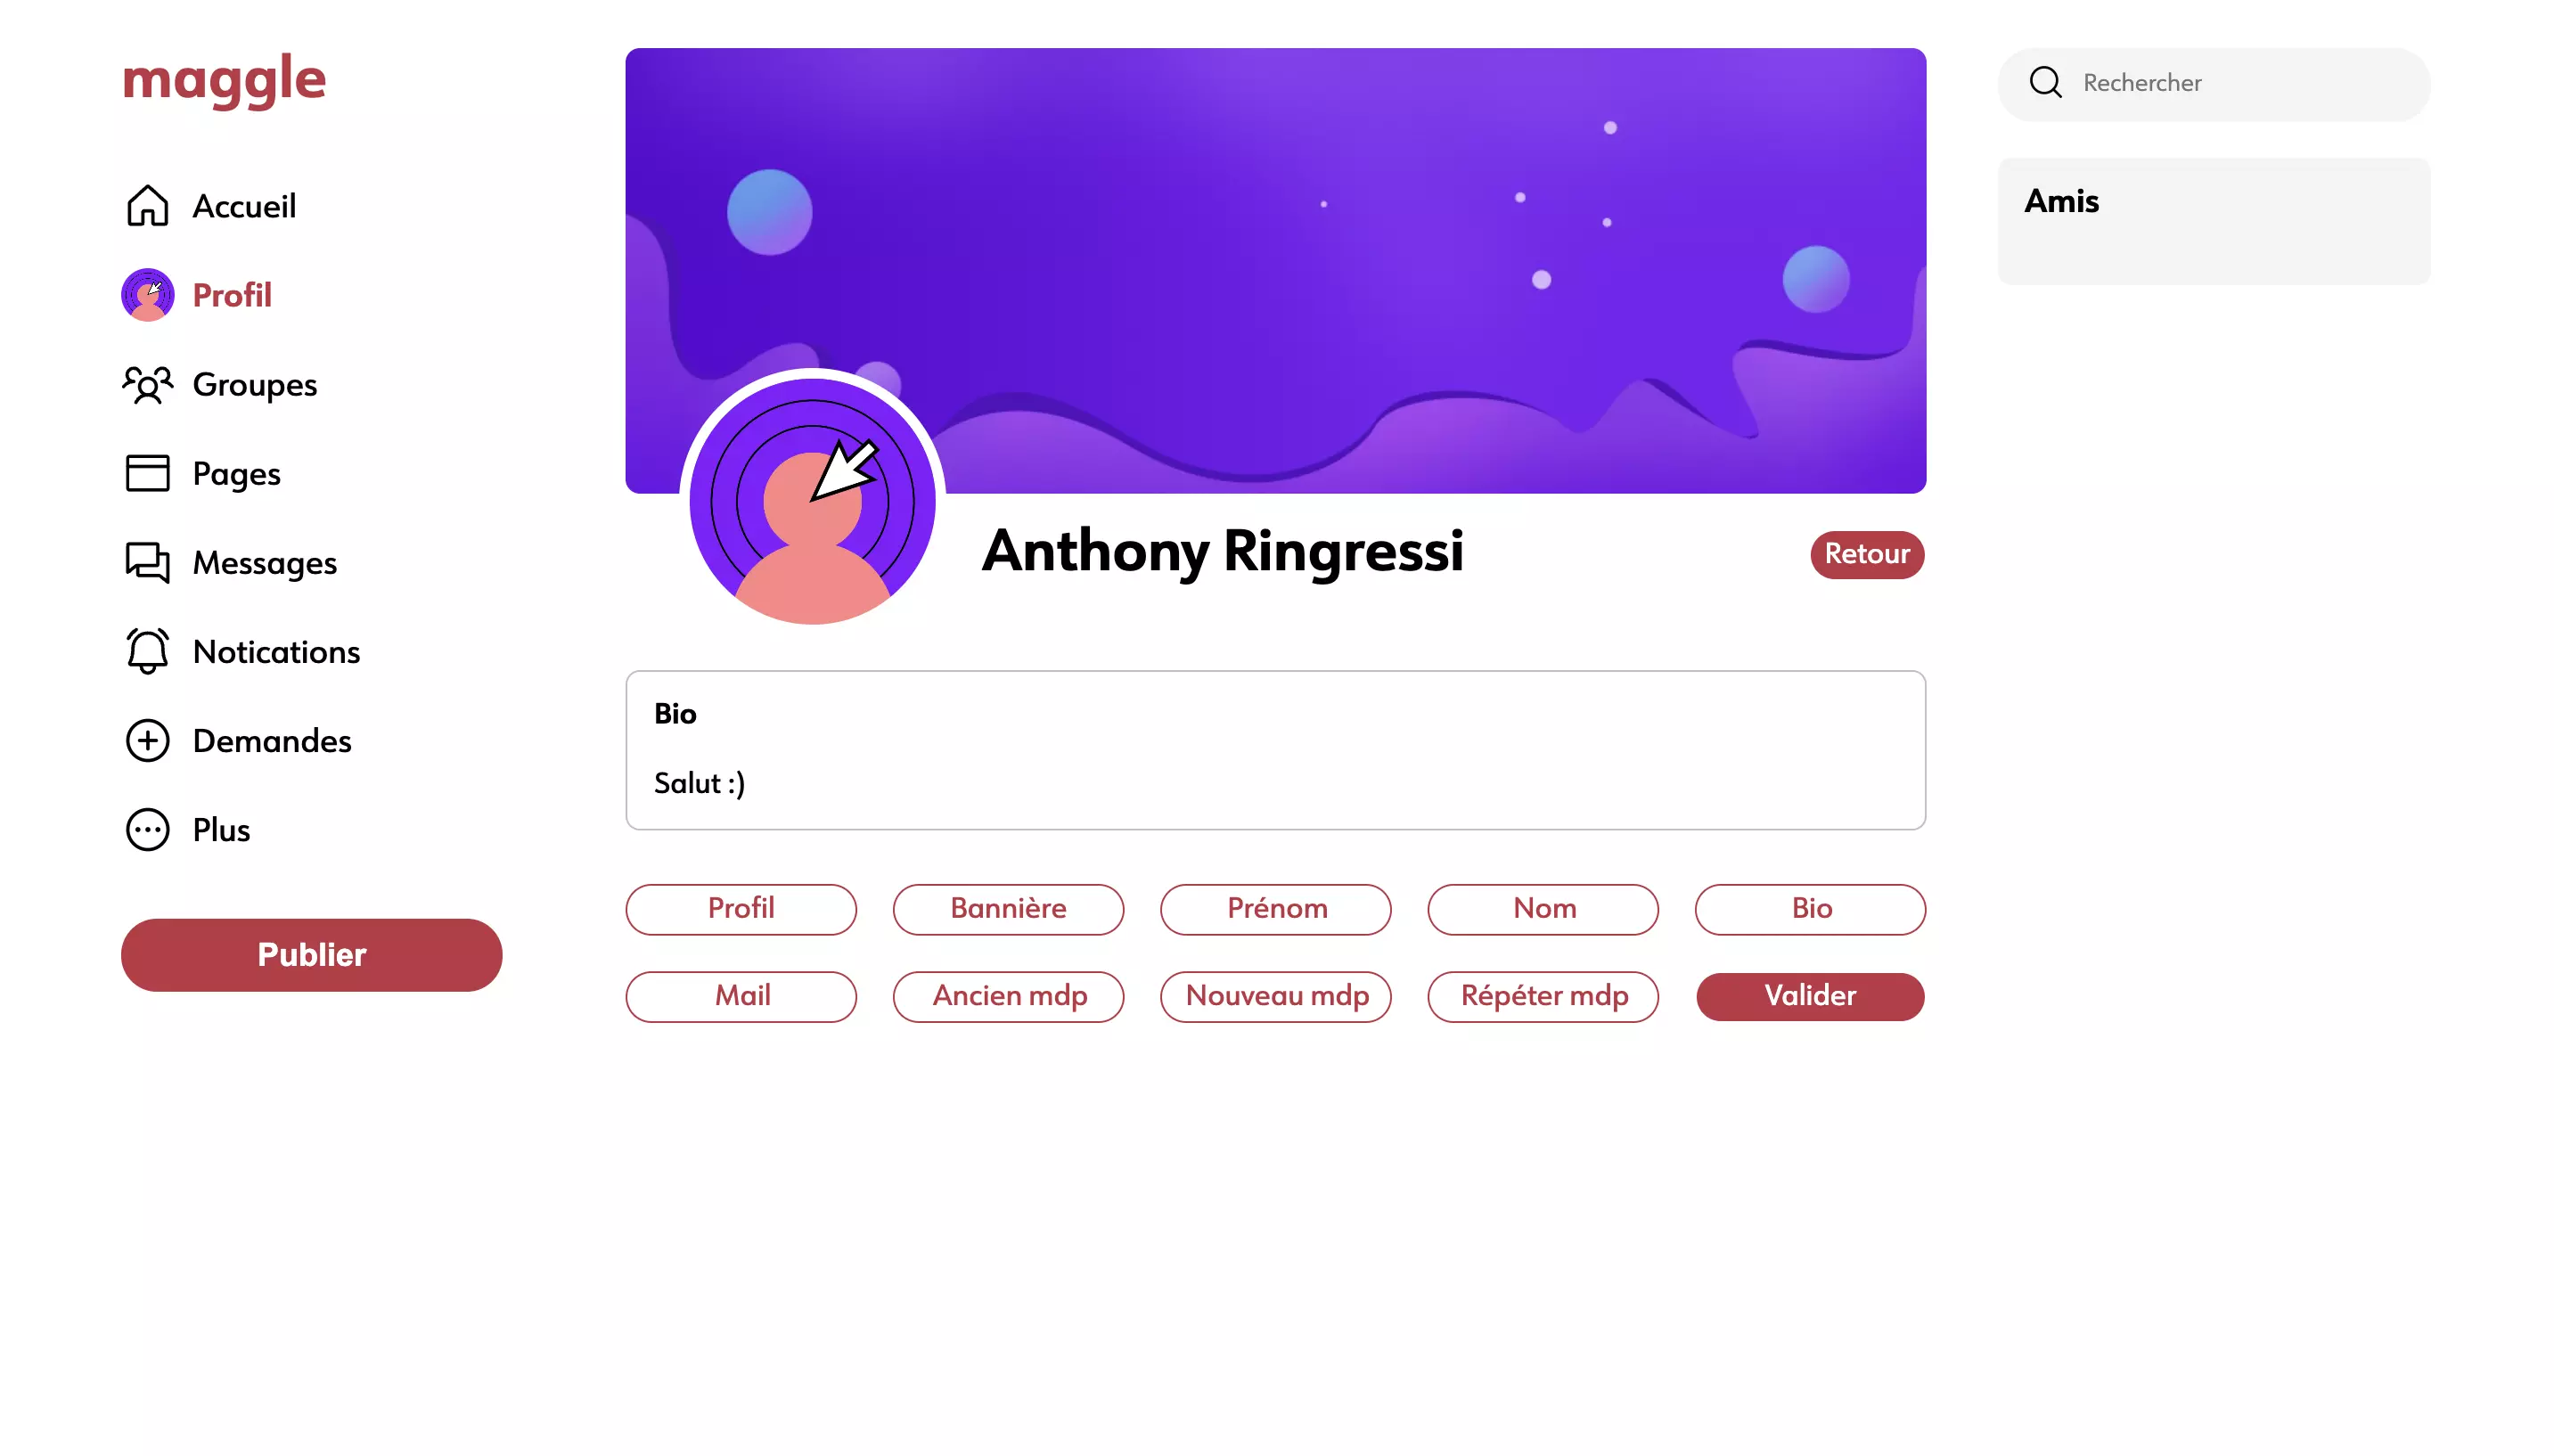 maggle
Accueil
Profil
Groupes
Pages
Messages
Notications
Demandes
Plus
Publier
Anthony Ringressi
Retour
Bio
Salut :)
Profil
Bannière
Prénom
Nom
Bio
Mail
Ancien mdp
Nouveau mdp
Répéter mdp
Valider
Rechercher
Amis